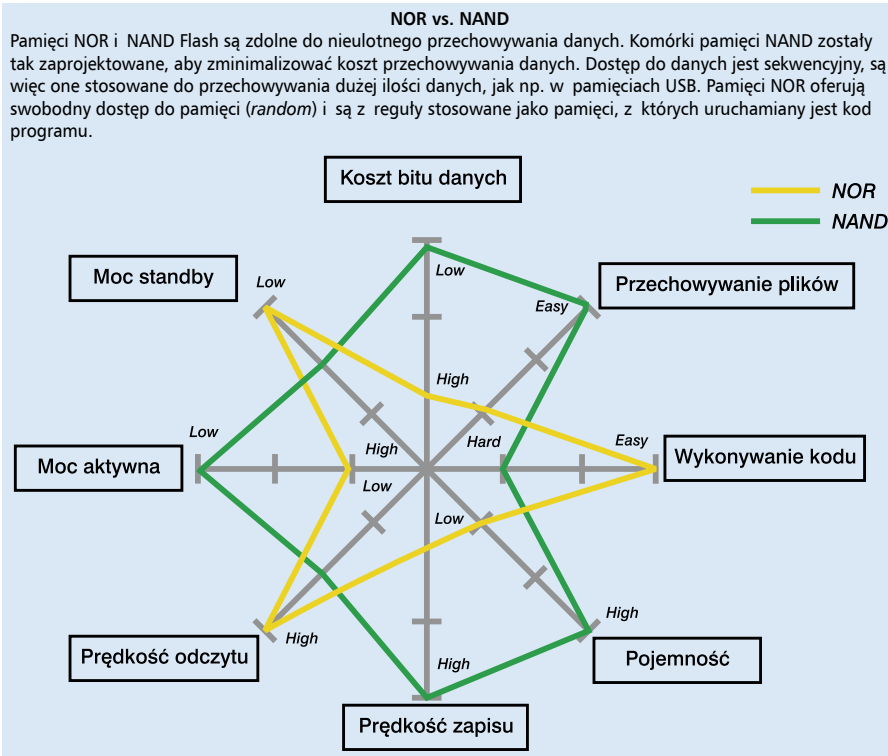 NOR vs. NAND
Pamięci NOR i NAND Flash są zdolne do nieulotnego przechowywania danych. Komórki pamięci NAND zostały
tak zaprojektowane, aby zminimalizować koszt przechowywania danych. Dostęp do danych jest sekwencyjny, są
więc one stosowane do przechowywania dużej ilości danych, jak np. w pamięciach USB. Pamięci NOR oferują
swobodny dostęp do pamięci (random) i są z reguły stosowane jako pamięci, z których uruchamiany jest kod
programu.
Koszt bitu danych
NOR
NAND
Moc standby
Low
Low
Easy
Przechowywanie plików
High
Low
Moc aktywna
High
Hard
Easy
Wykonywanie kodu
Low
Low
Prędkość odczytu
High
High
High
Pojemność
Prędkość zapisu